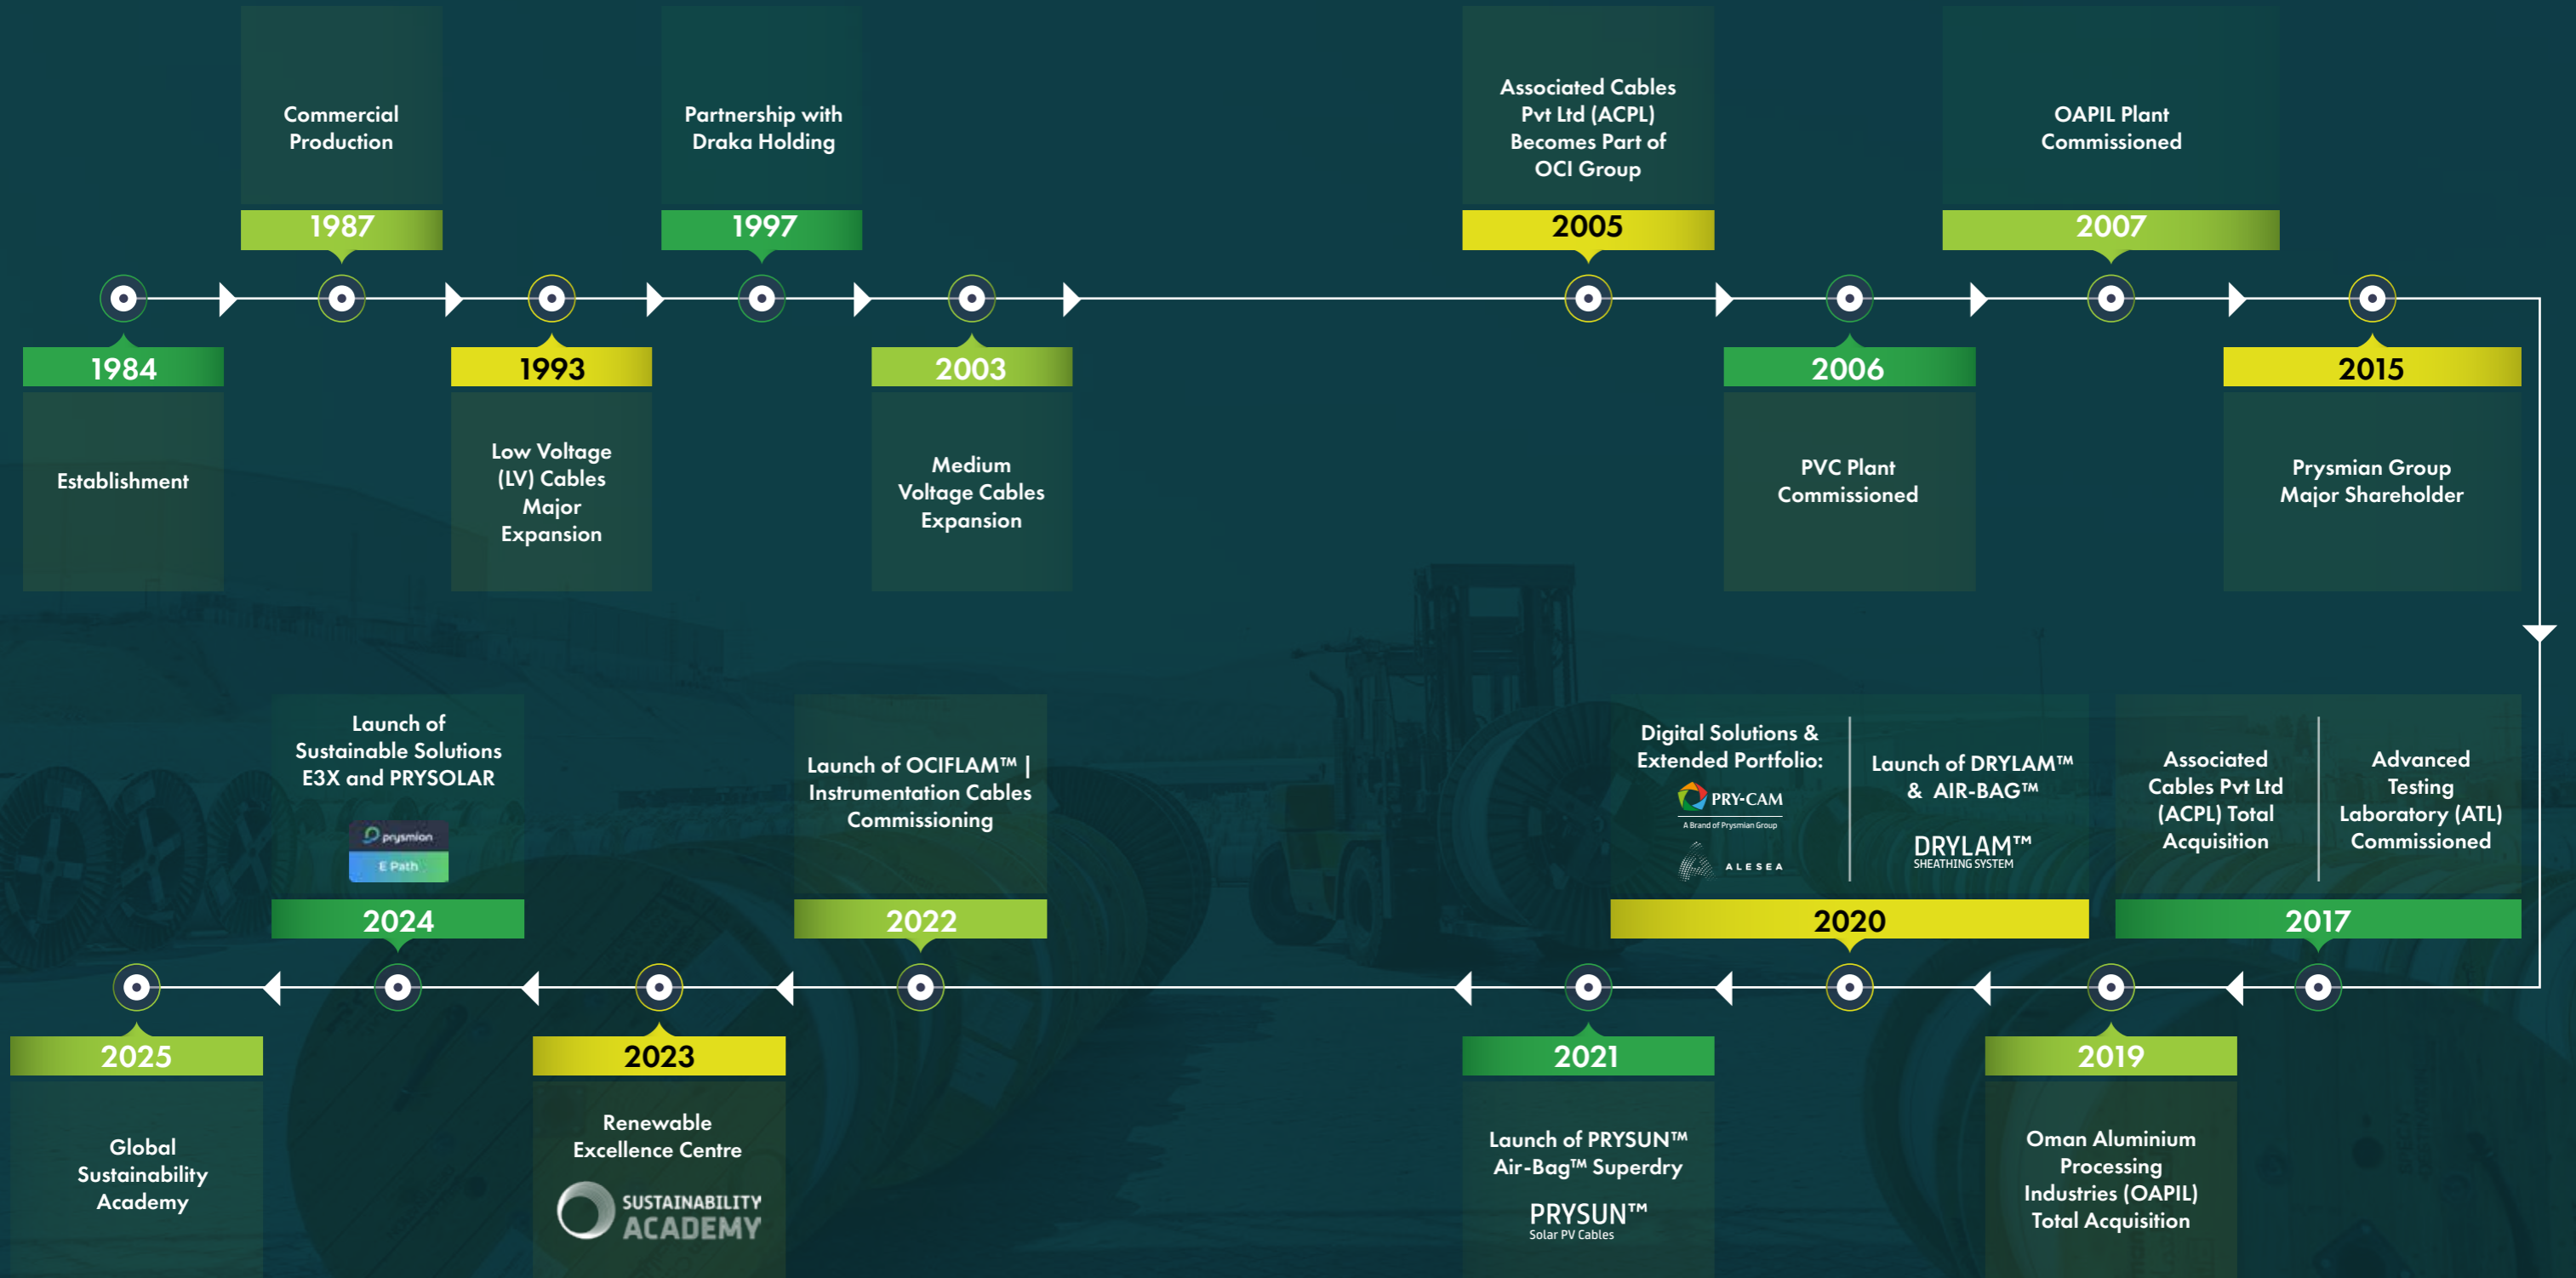 1984
Establishment
Commercial
Production
1987
1993
Low Voltage
(LV) Cables
Major
Expansion
Partnership with
Draka Holding
1997
2003
Medium
Voltage Cables
Expansion
Associated Cables
Pvt Ltd (ACPL)
Becomes Part of
OCI Group
2005
2006
PVC Plant
Commissioned
OAPIL Plant
Commissioned
2007
2015
Prysmian Group
Major Shareholder
Associated
Cables Pvt Ltd
(ACPL) Total
Acquisition
Advanced
Testing
Laboratory (ATL)
Commissioned
2017
2019
Oman Aluminium
Processing
Industries (OAPIL)
Total Acquisition
Digital Solutions &
Extended Portfolio:
PRY-CAM
A Brand of Prysmian Group
ALESEA
Launch of DRYLAM™
& AIR-BAG™
DRYLAM™
SHEATHING SYSTEM
2020
2021
Launch of PRYSUN™
Air-Bag™ Superdry
PRYSUN™
Solar PV Cables
Launch of OCIFLAM™ |
Instrumentation Cables
Commissioning
2022
2023
Renewable
Excellence Centre
SUSTAINABILITY
ACADEMY
Launch of
Sustainable Solutions
E3X and PRYSOLAR
prysmian
E Path
2024
2025
Global
Sustainability
Academy